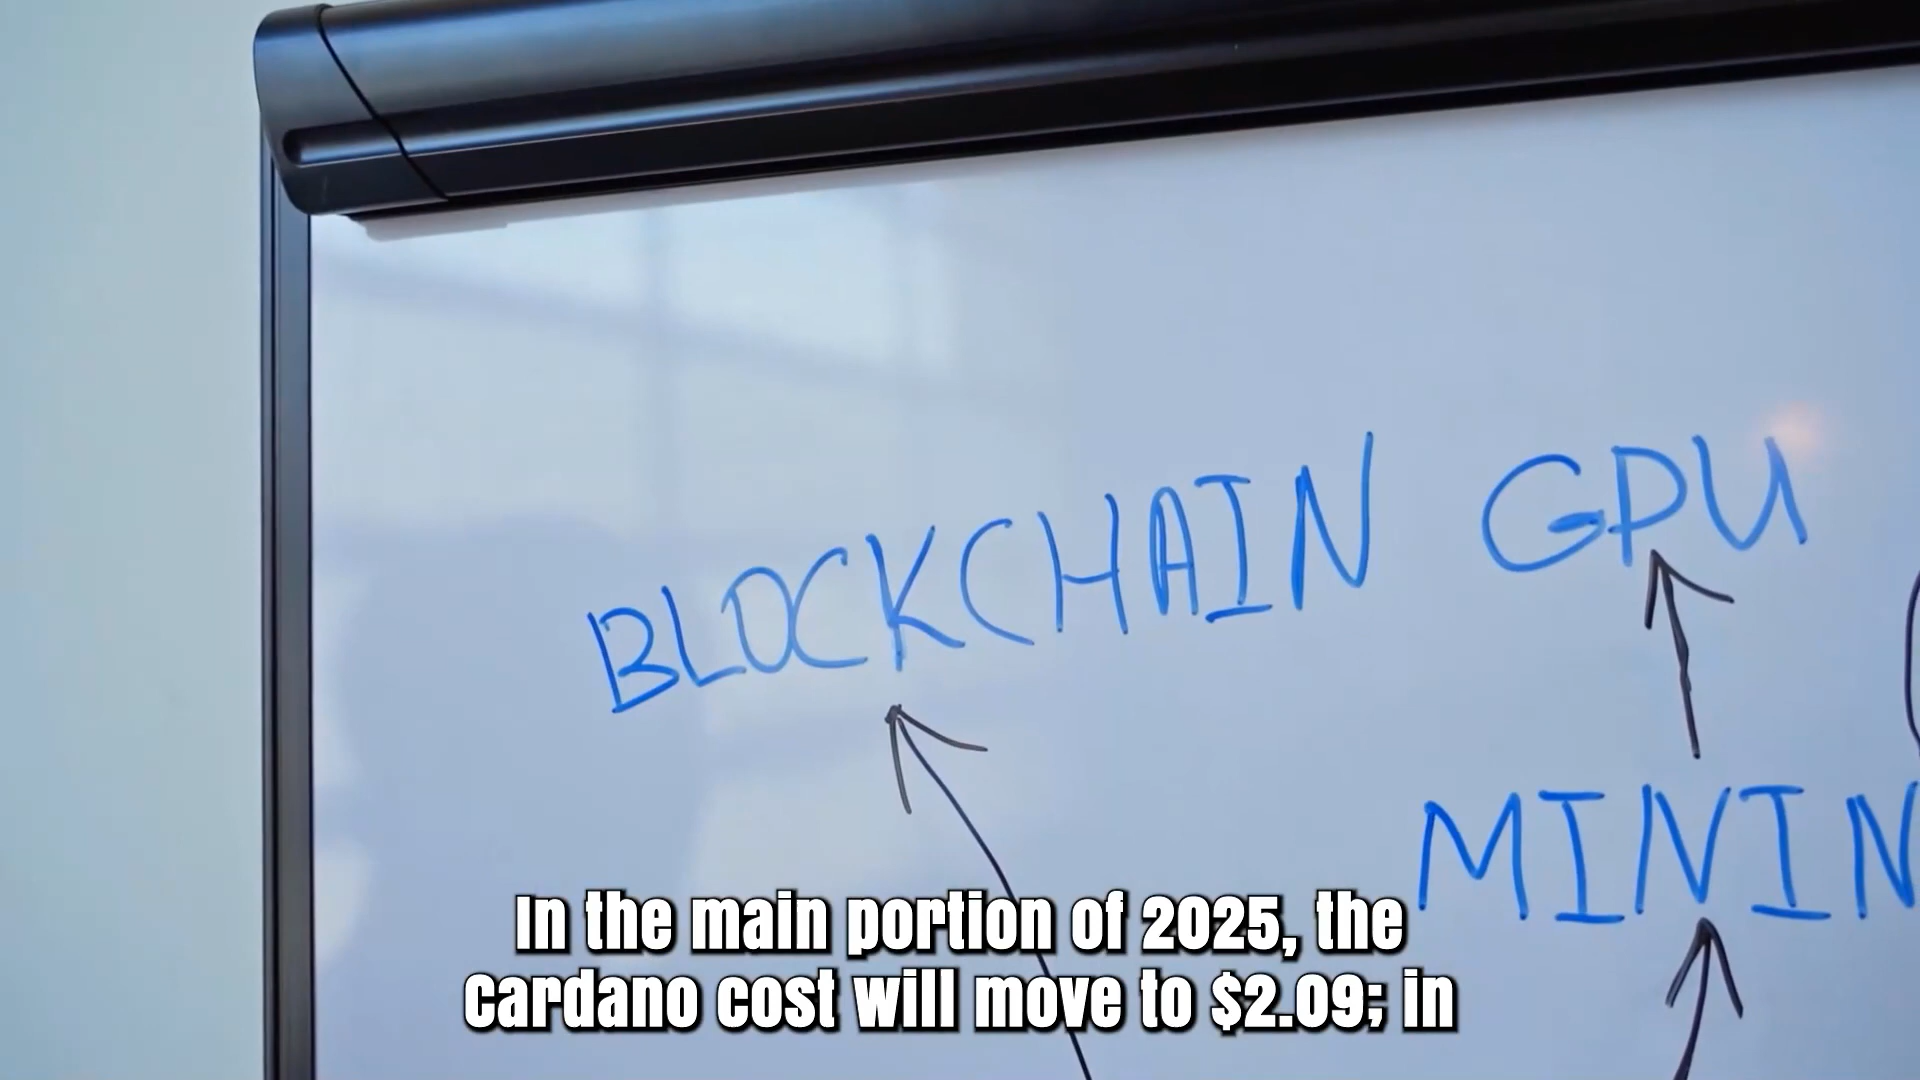 BLOCKCHAIN GPU
MININ
In the main portion of 2025, the
Cardano cost will move to $2.09; in